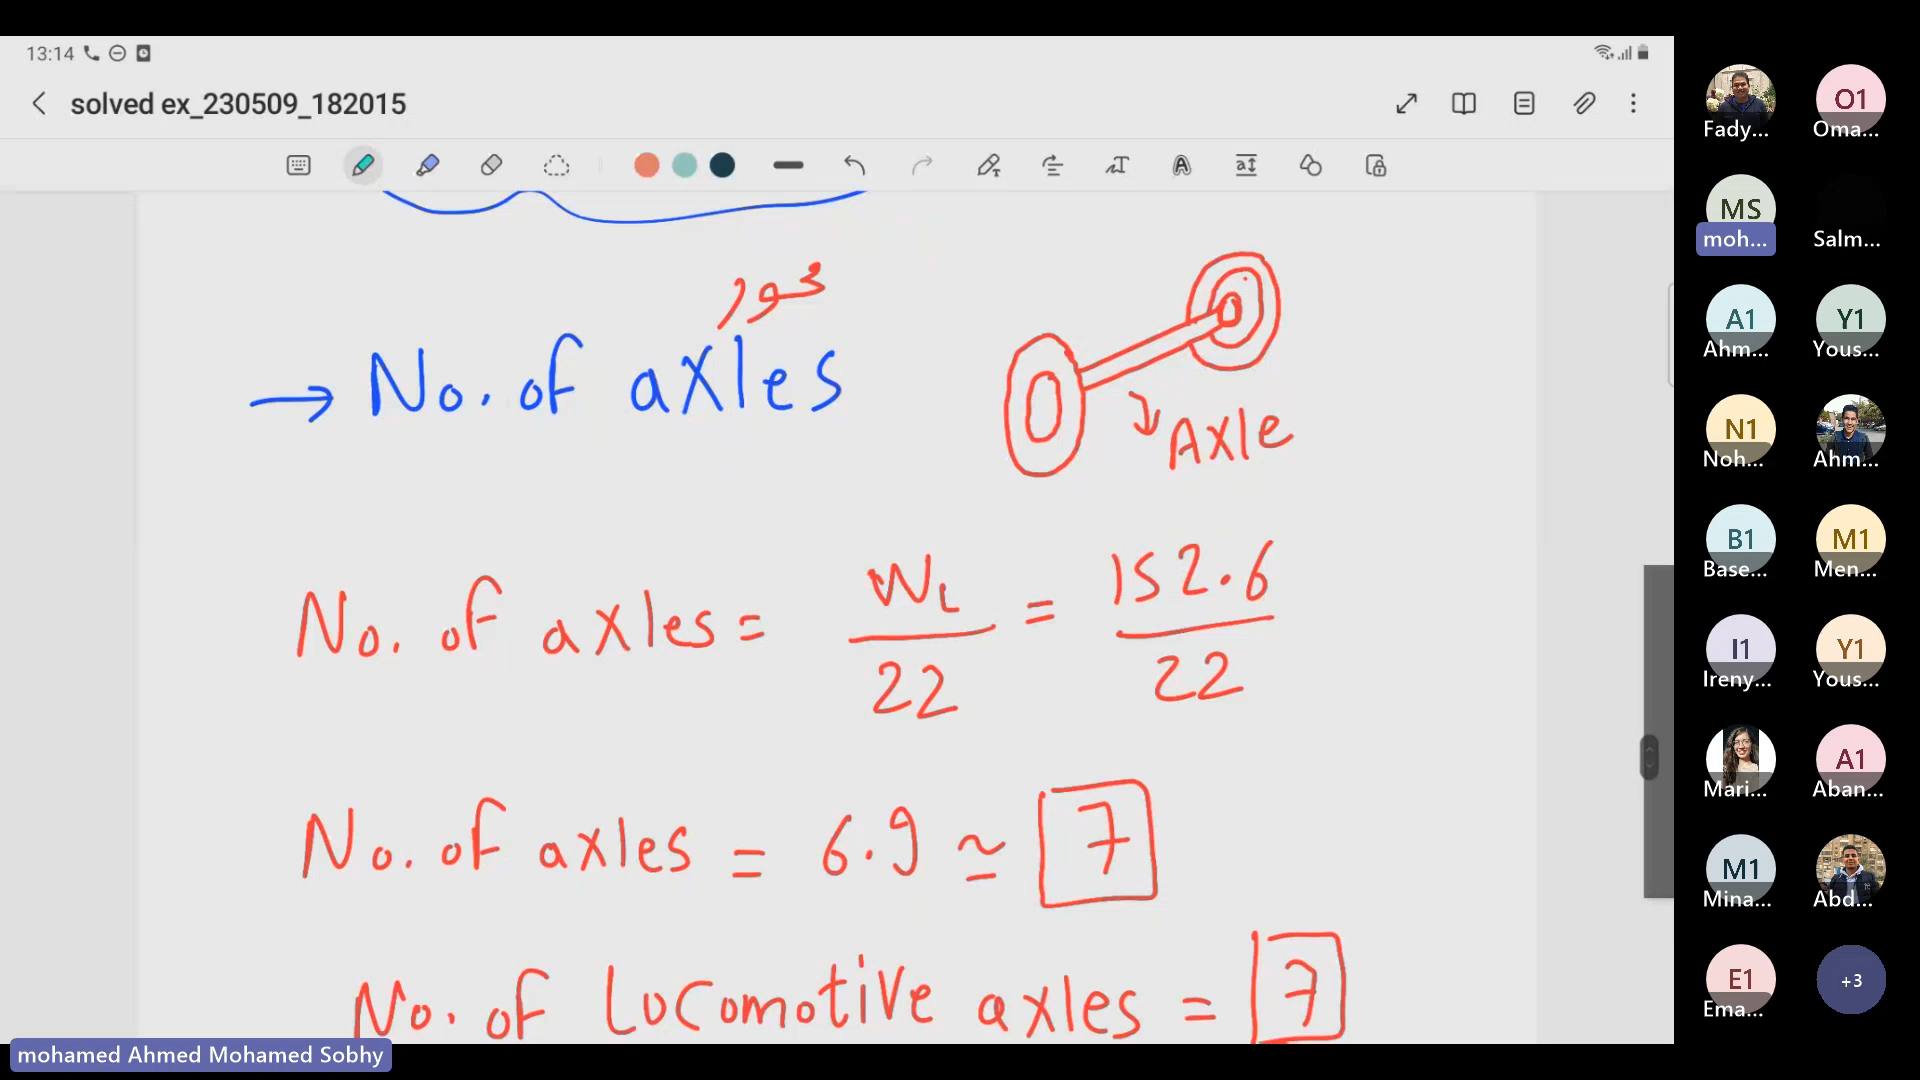 13:14
solved ex_230509_182015
محور
→ No. of axles
Axle
No. of axles = WL / 22 = 152.6 / 22
No. of axles = 6.9 ≃ 7
No. of Locomotive axles = 7
mohamed Ahmed Mohamed Sobhy
Fady...
O1
Oma...
MS
moh...
Salm...
A1
Ahm...
Y1
Yous...
N1
Noh...
Ahm...
B1
Base...
M1
Men...
I1
Ireny...
Y1
Yous...
Mari...
A1
Aban...
M1
Mina...
Abd...
E1
Ema...
+3